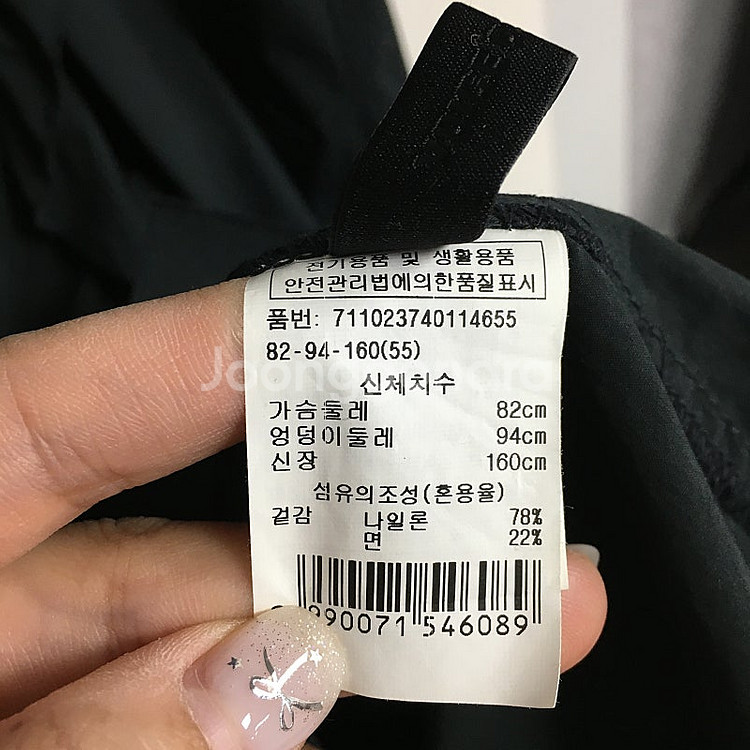 전기용품 및 생활용품
안전관리법에의한품질표시
품번: 711023740114655
82-94-160(55)
신체치수
가슴둘레 82cm
엉덩이둘레 94cm
신장 160cm
섬유의조성(혼용율)
겉감 나일론 78%
면 22%
990071 546089